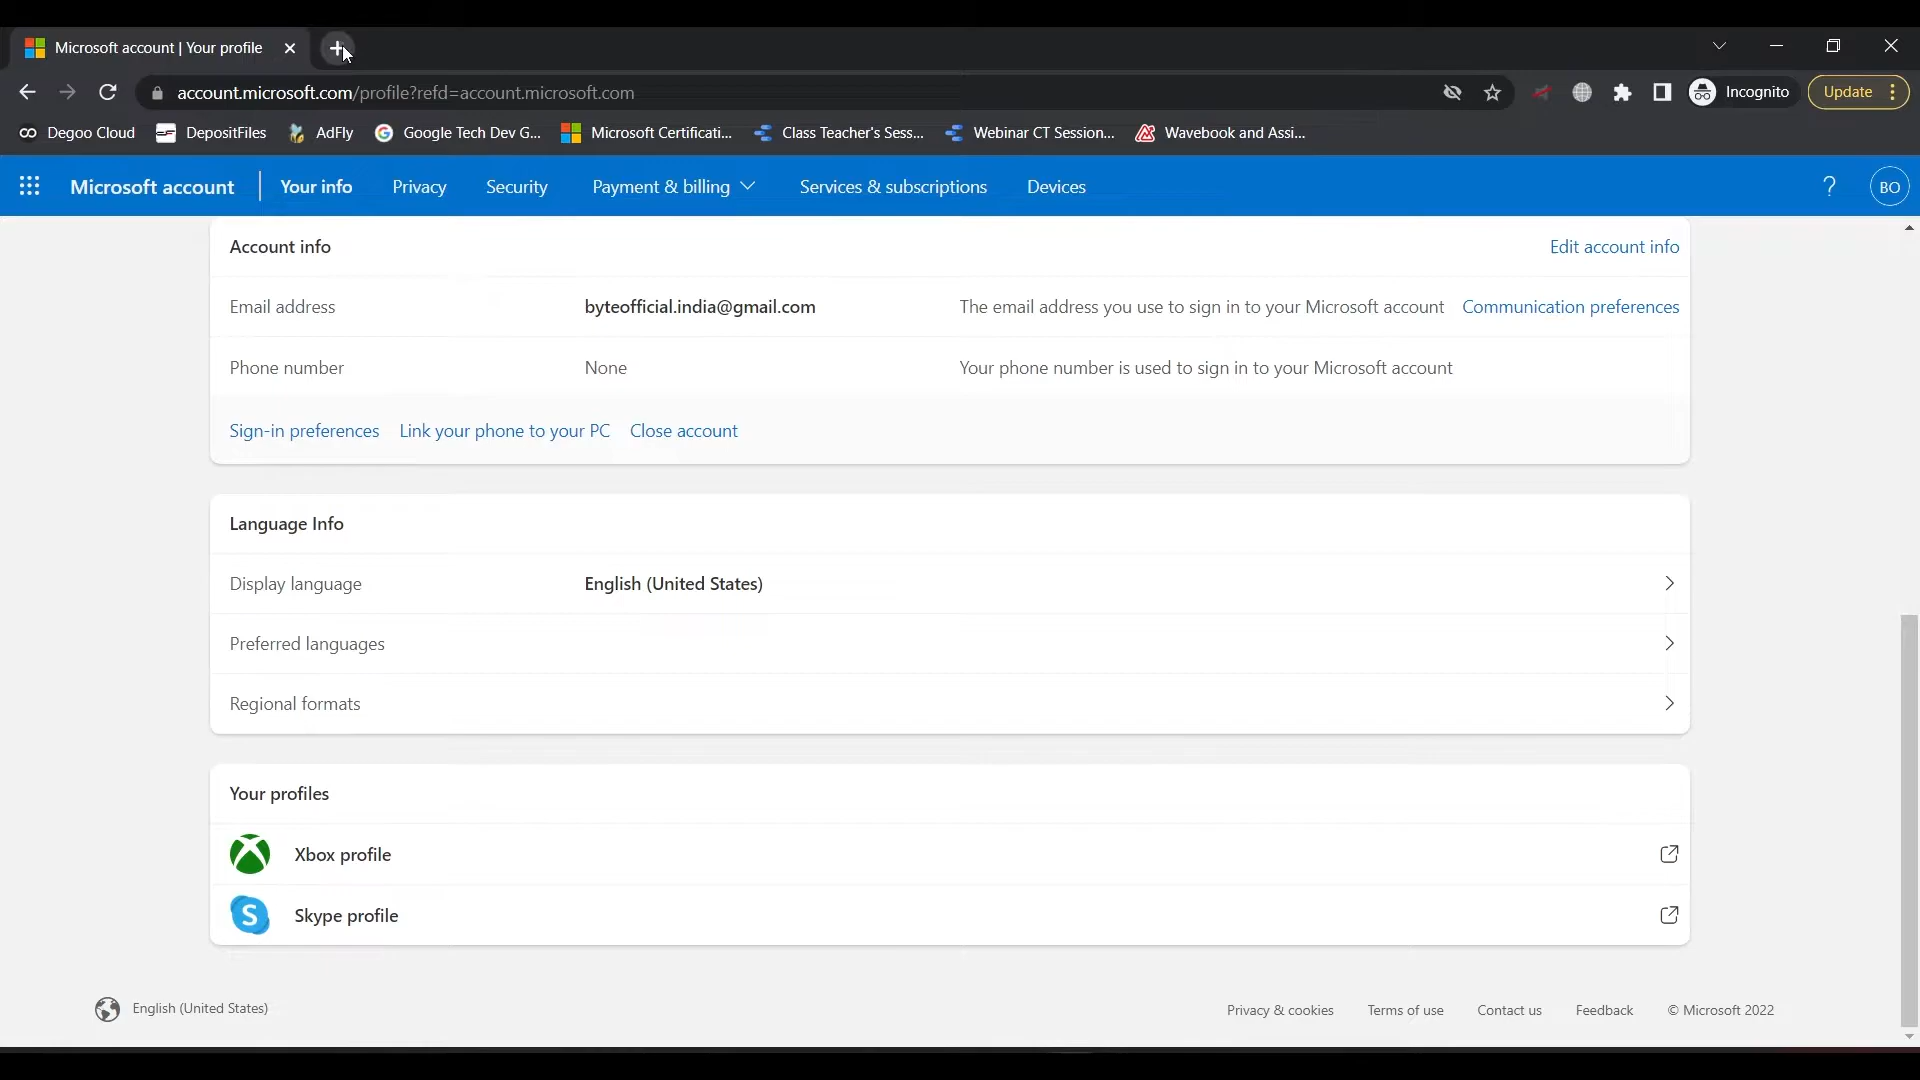 Microsoft account | Your profile
account.microsoft.com/profile?refd=account.microsoft.com
Incognito
Update
Degoo Cloud DepositFiles AdFly Google Tech Dev G... Microsoft Certificati... Class Teacher's Sess... Webinar CT Session... Wavebook and Assi...
Microsoft account Your info Privacy Security Payment & billing Services & subscriptions Devices ? BO
Account info Edit account info
Email address byteofficial.india@gmail.com The email address you use to sign in to your Microsoft account Communication preferences
Phone number None Your phone number is used to sign in to your Microsoft account
Sign-in preferences Link your phone to your PC Close account
Language Info
Display language English (United States)
Preferred languages
Regional formats
Your profiles
Xbox profile
S Skype profile
English (United States) Privacy & cookies Terms of use Contact us Feedback © Microsoft 2022